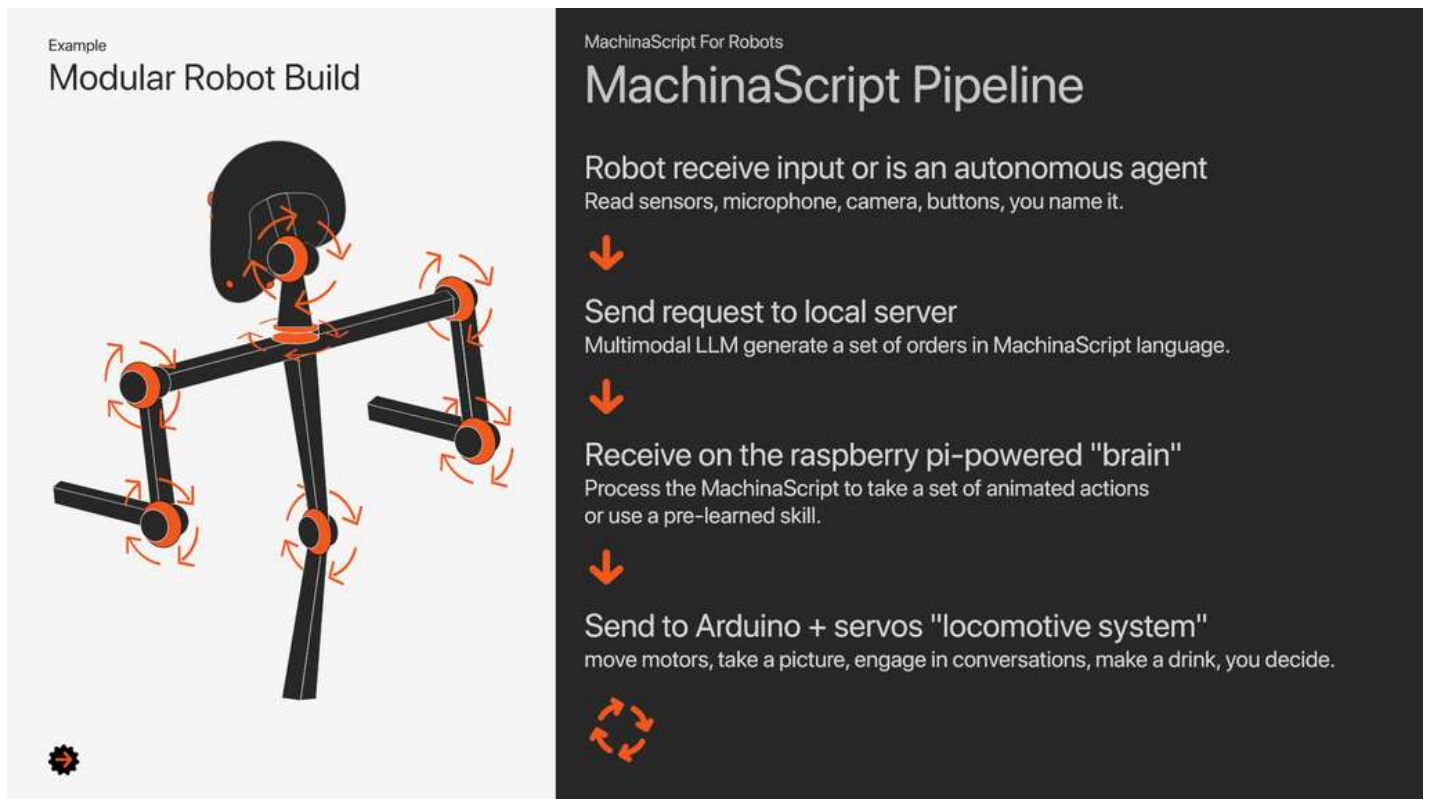 Example
Modular Robot Build
MachinaScript For Robots
MachinaScript Pipeline
Robot receive input or is an autonomous agent
Read sensors, microphone, camera, buttons, you name it.
Send request to local server
Multimodal LLM generate a set of orders in MachinaScript language.
Receive on the raspberry pi-powered "brain"
Process the MachinaScript to take a set of animated actions
or use a pre-learned skill.
Send to Arduino + servos "locomotive system"
move motors, take a picture, engage in conversations, make a drink, you decide.